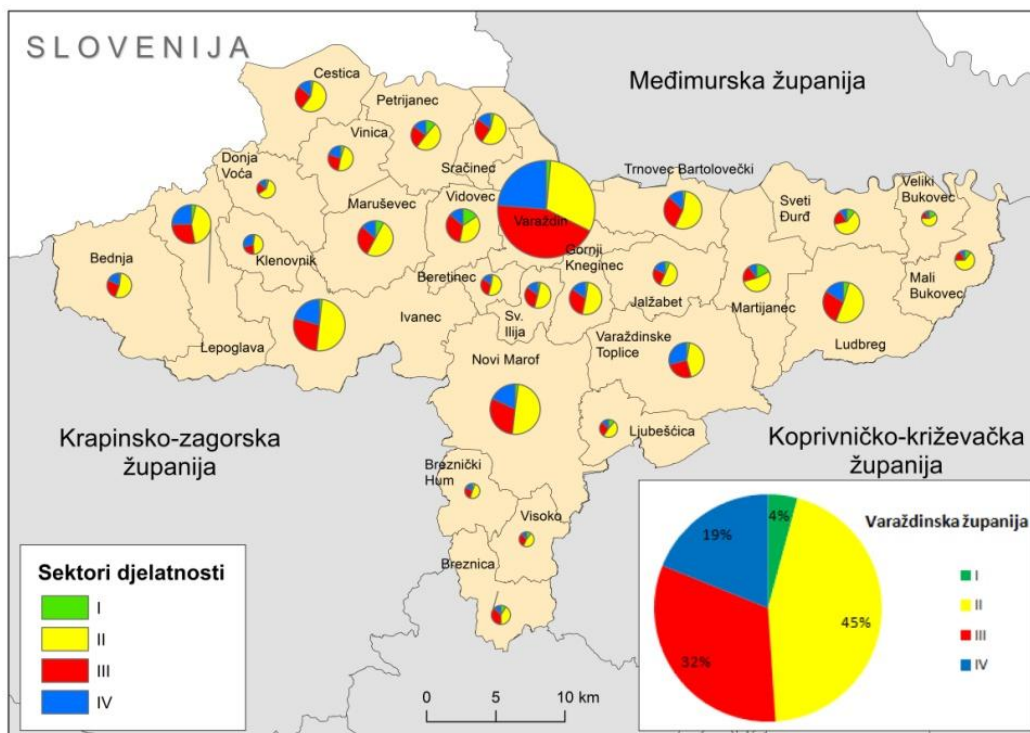 SLOVENIJA
Međimurska županija
Cestica
Petrijanec
Vinica
Donja
Voća
Sračinec
Trnovec Bartolovečki
Sveti
Đurđ
Veliki
Bukovec
Maruševec
Vidovec
Varaždin
Gornji
Kneginec
Bednja
Klenovnik
Beretinec
Jalžabet
Martijanec
Mali
Bukovec
Ivanec
Sv.
Ilija
Varaždinske
Toplice
Ludbreg
Lepoglava
Novi Marof
Krapinsko-zagorska
županija
Ljubešćica
Koprivničko-križevačka
županija
Breznički
Hum
Visoko
Breznica
Sektori djelatnosti
I
II
III
IV
0 5 10 km
Varaždinska županija
4%
19%
45%
32%
I
II
III
IV